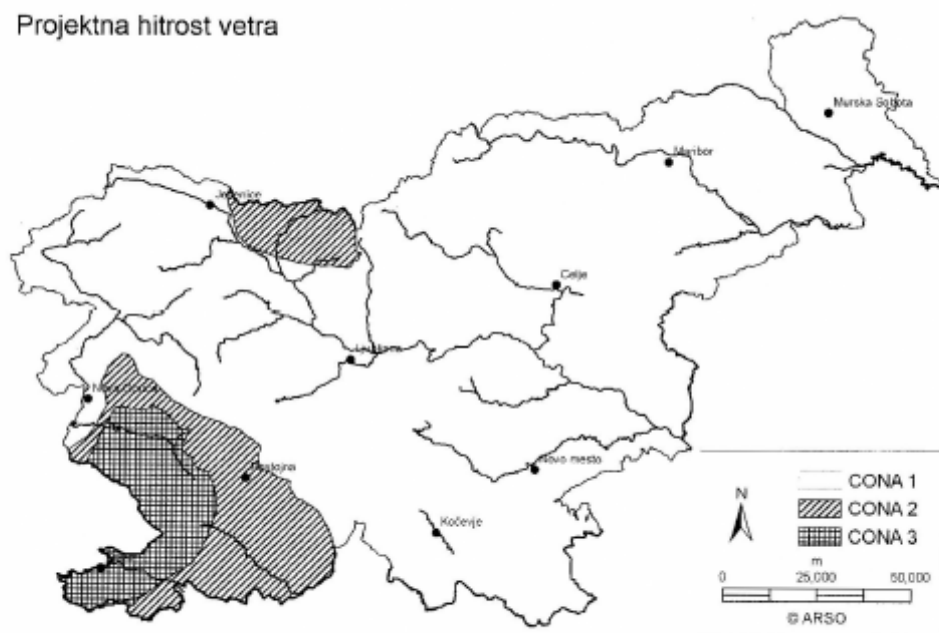 Projektna hitrost vetra
Murska Sobota
Maribor
Jesenice
Celje
Ljubljana
Nova Gorica
Postojna
Novo mesto
Kočevje
N
CONA 1
CONA 2
CONA 3
m
0 25,000 50,000
© ARSO